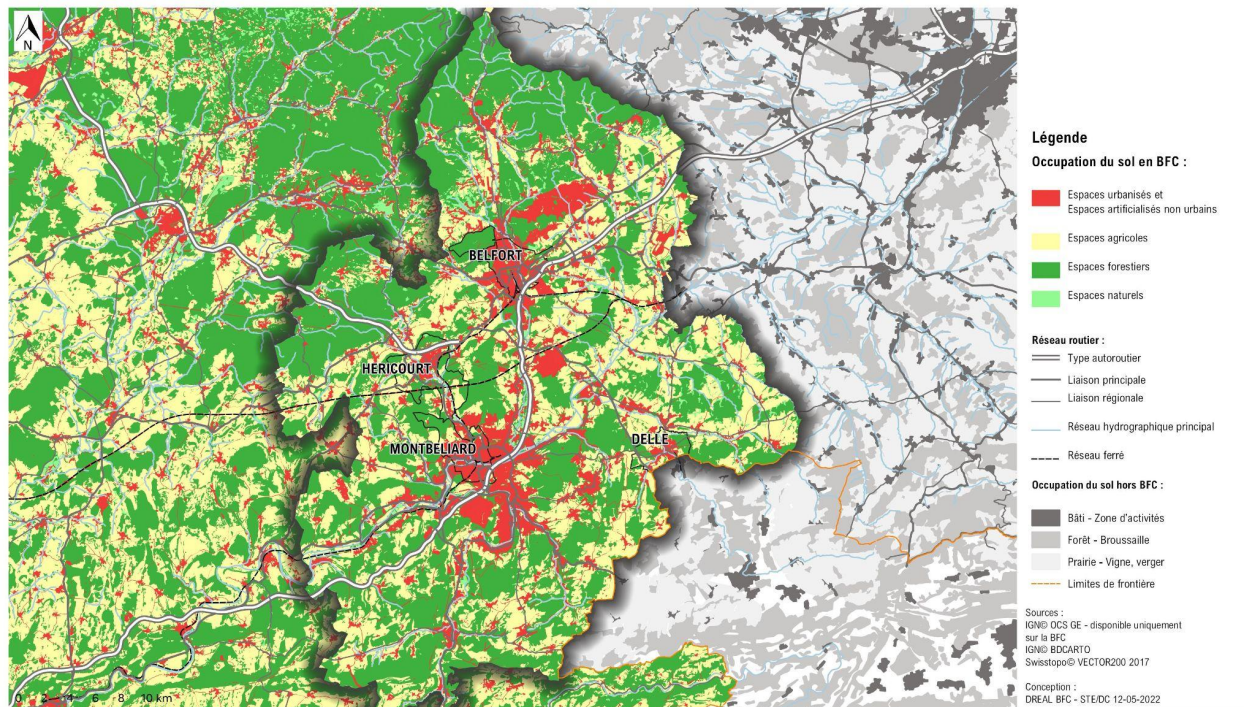 N
BELFORT
HERICOURT
MONTBELIARD
DELLE
0 2 4 6 8 10 km
Légende
Occupation du sol en BFC :
Espaces urbanisés et
Espaces artificialisés non urbains
Espaces agricoles
Espaces forestiers
Espaces naturels
Réseau routier :
Type autoroutier
Liaison principale
Liaison régionale
Réseau hydrographique principal
Réseau ferré
Occupation du sol hors BFC :
Bâti - Zone d'activités
Forêt - Broussaille
Prairie - Vigne, verger
Limites de frontière
Sources :
IGN© OCS GE - disponible uniquement
sur la BFC
IGN© BDCARTO
Swisstopo© VECTOR200 2017
Conception :
DREAL BFC - STE/DC 12-05-2022